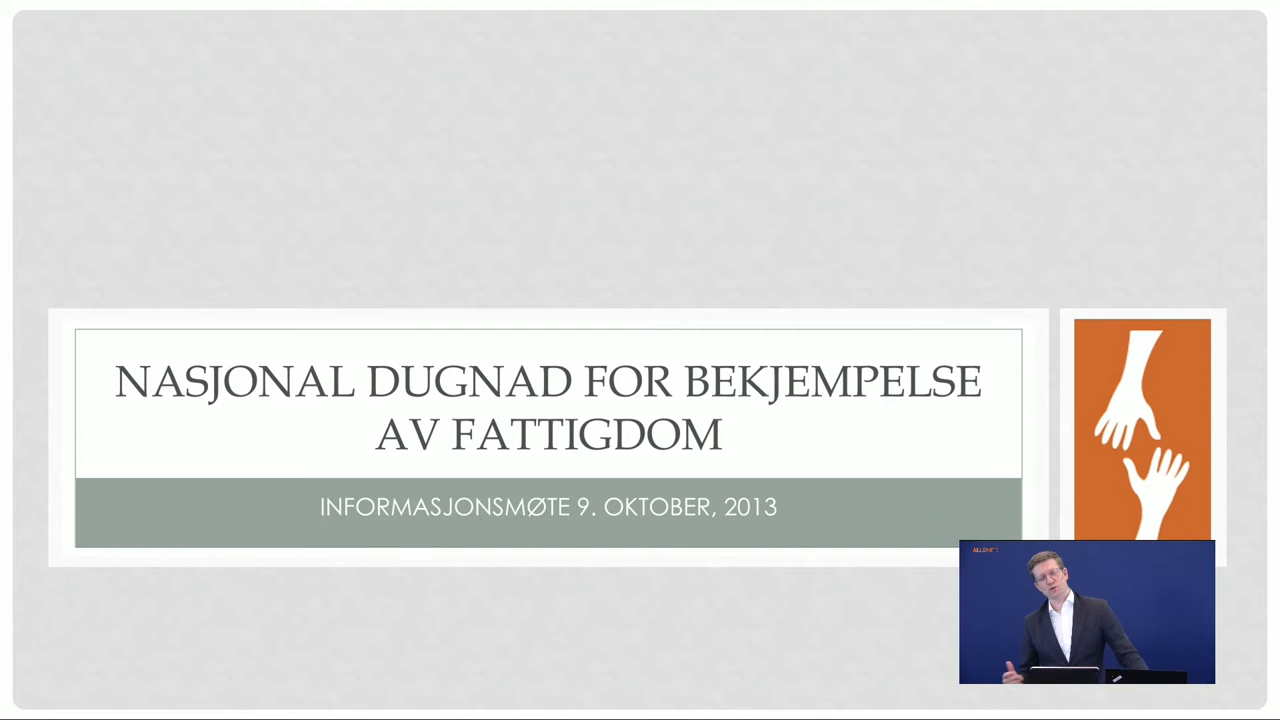 NASJONAL DUGNAD FOR BEKJEMPELSE
AV FATTIGDOM
INFORMASJONSMØTE 9. OKTOBER, 2013